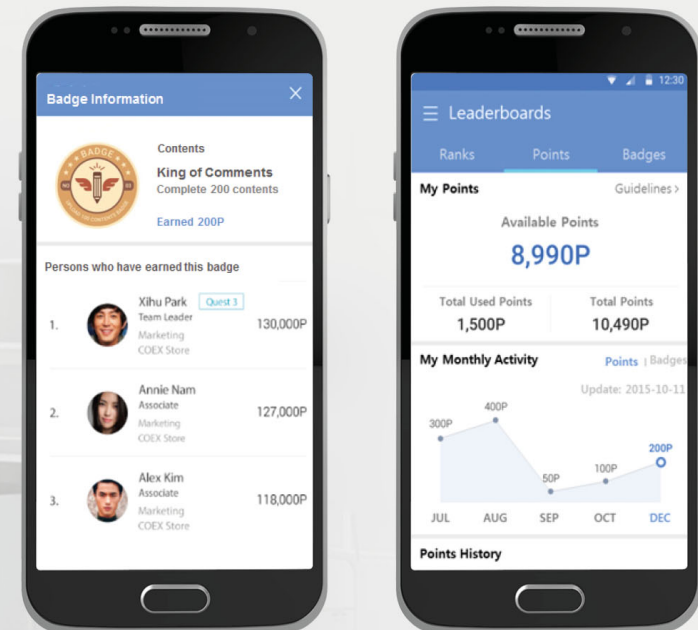 Badge Information
BADGE
Contents
King of Comments
Complete 200 contents
Earned 200P
Persons who have earned this badge
1.
Xihu Park
Quest 3
Team Leader
Marketing
COEX Store
130,000P
2.
Annie Nam
Associate
Marketing
COEX Store
127,000P
3.
Alex Kim
Associate
Marketing
COEX Store
118,000P
12:30
Leaderboards
Ranks Points Badges
My Points Guidelines >
Available Points
8,990P
Total Used Points Total Points
1,500P 10,490P
My Monthly Activity Points | Badges
Update: 2015-10-11
400P
300P
200P
100P
50P
JUL AUG SEP OCT DEC
Points History